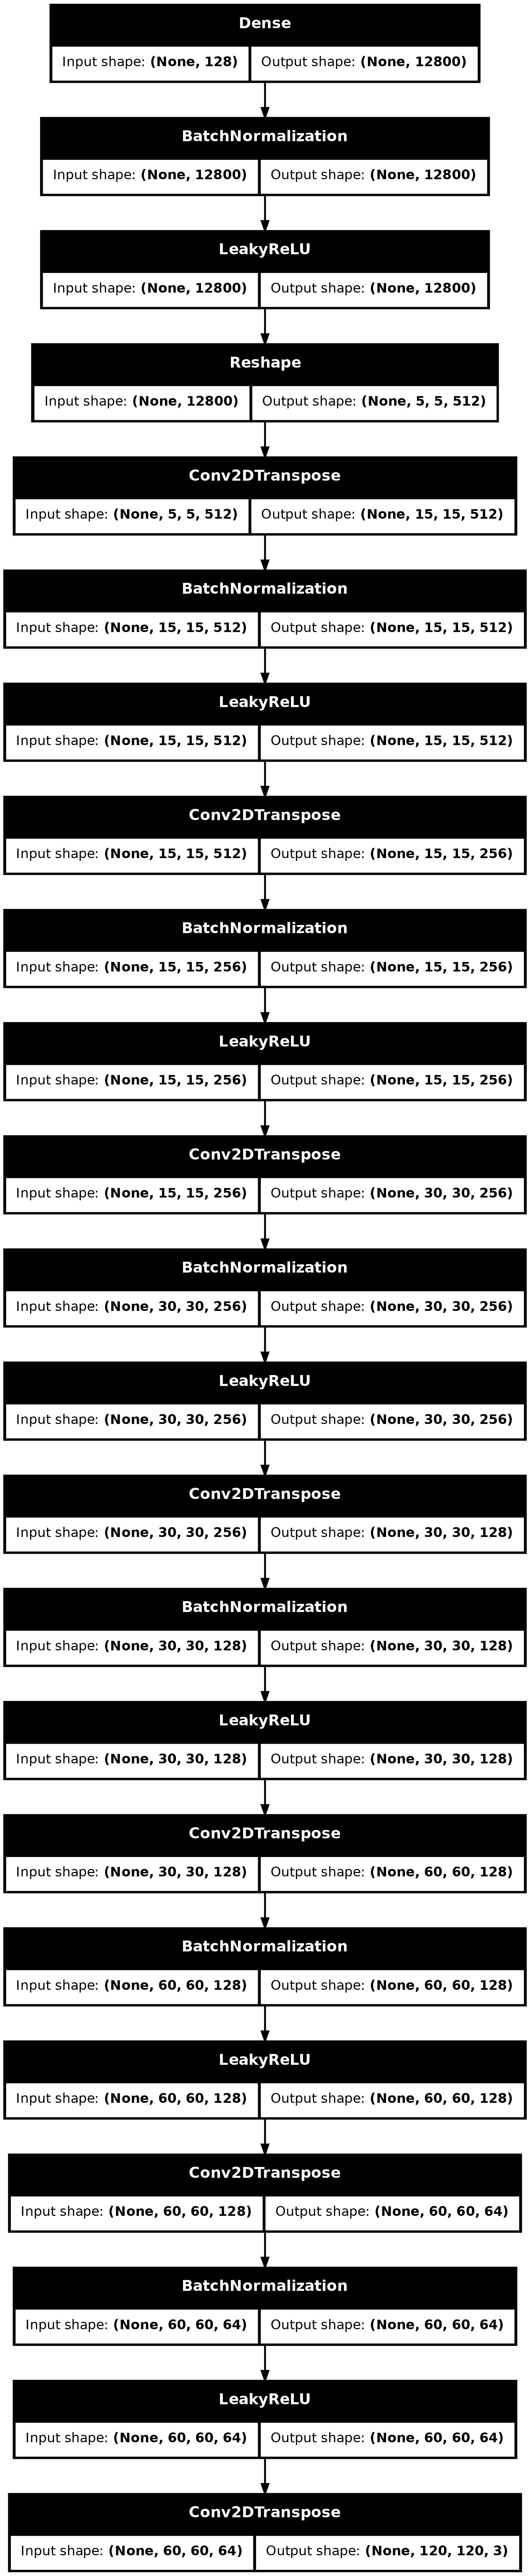 Dense
Input shape: (None, 128) Output shape: (None, 12800)
BatchNormalization
Input shape: (None, 12800) Output shape: (None, 12800)
LeakyReLU
Input shape: (None, 12800) Output shape: (None, 12800)
Reshape
Input shape: (None, 12800) Output shape: (None, 5, 5, 512)
Conv2DTranspose
Input shape: (None, 5, 5, 512) Output shape: (None, 15, 15, 512)
BatchNormalization
Input shape: (None, 15, 15, 512) Output shape: (None, 15, 15, 512)
LeakyReLU
Input shape: (None, 15, 15, 512) Output shape: (None, 15, 15, 512)
Conv2DTranspose
Input shape: (None, 15, 15, 512) Output shape: (None, 15, 15, 256)
BatchNormalization
Input shape: (None, 15, 15, 256) Output shape: (None, 15, 15, 256)
LeakyReLU
Input shape: (None, 15, 15, 256) Output shape: (None, 15, 15, 256)
Conv2DTranspose
Input shape: (None, 15, 15, 256) Output shape: (None, 30, 30, 256)
BatchNormalization
Input shape: (None, 30, 30, 256) Output shape: (None, 30, 30, 256)
LeakyReLU
Input shape: (None, 30, 30, 256) Output shape: (None, 30, 30, 256)
Conv2DTranspose
Input shape: (None, 30, 30, 256) Output shape: (None, 30, 30, 128)
BatchNormalization
Input shape: (None, 30, 30, 128) Output shape: (None, 30, 30, 128)
LeakyReLU
Input shape: (None, 30, 30, 128) Output shape: (None, 30, 30, 128)
Conv2DTranspose
Input shape: (None, 30, 30, 128) Output shape: (None, 60, 60, 128)
BatchNormalization
Input shape: (None, 60, 60, 128) Output shape: (None, 60, 60, 128)
LeakyReLU
Input shape: (None, 60, 60, 128) Output shape: (None, 60, 60, 128)
Conv2DTranspose
Input shape: (None, 60, 60, 128) Output shape: (None, 60, 60, 64)
BatchNormalization
Input shape: (None, 60, 60, 64) Output shape: (None, 60, 60, 64)
LeakyReLU
Input shape: (None, 60, 60, 64) Output shape: (None, 60, 60, 64)
Conv2DTranspose
Input shape: (None, 60, 60, 64) Output shape: (None, 120, 120, 3)